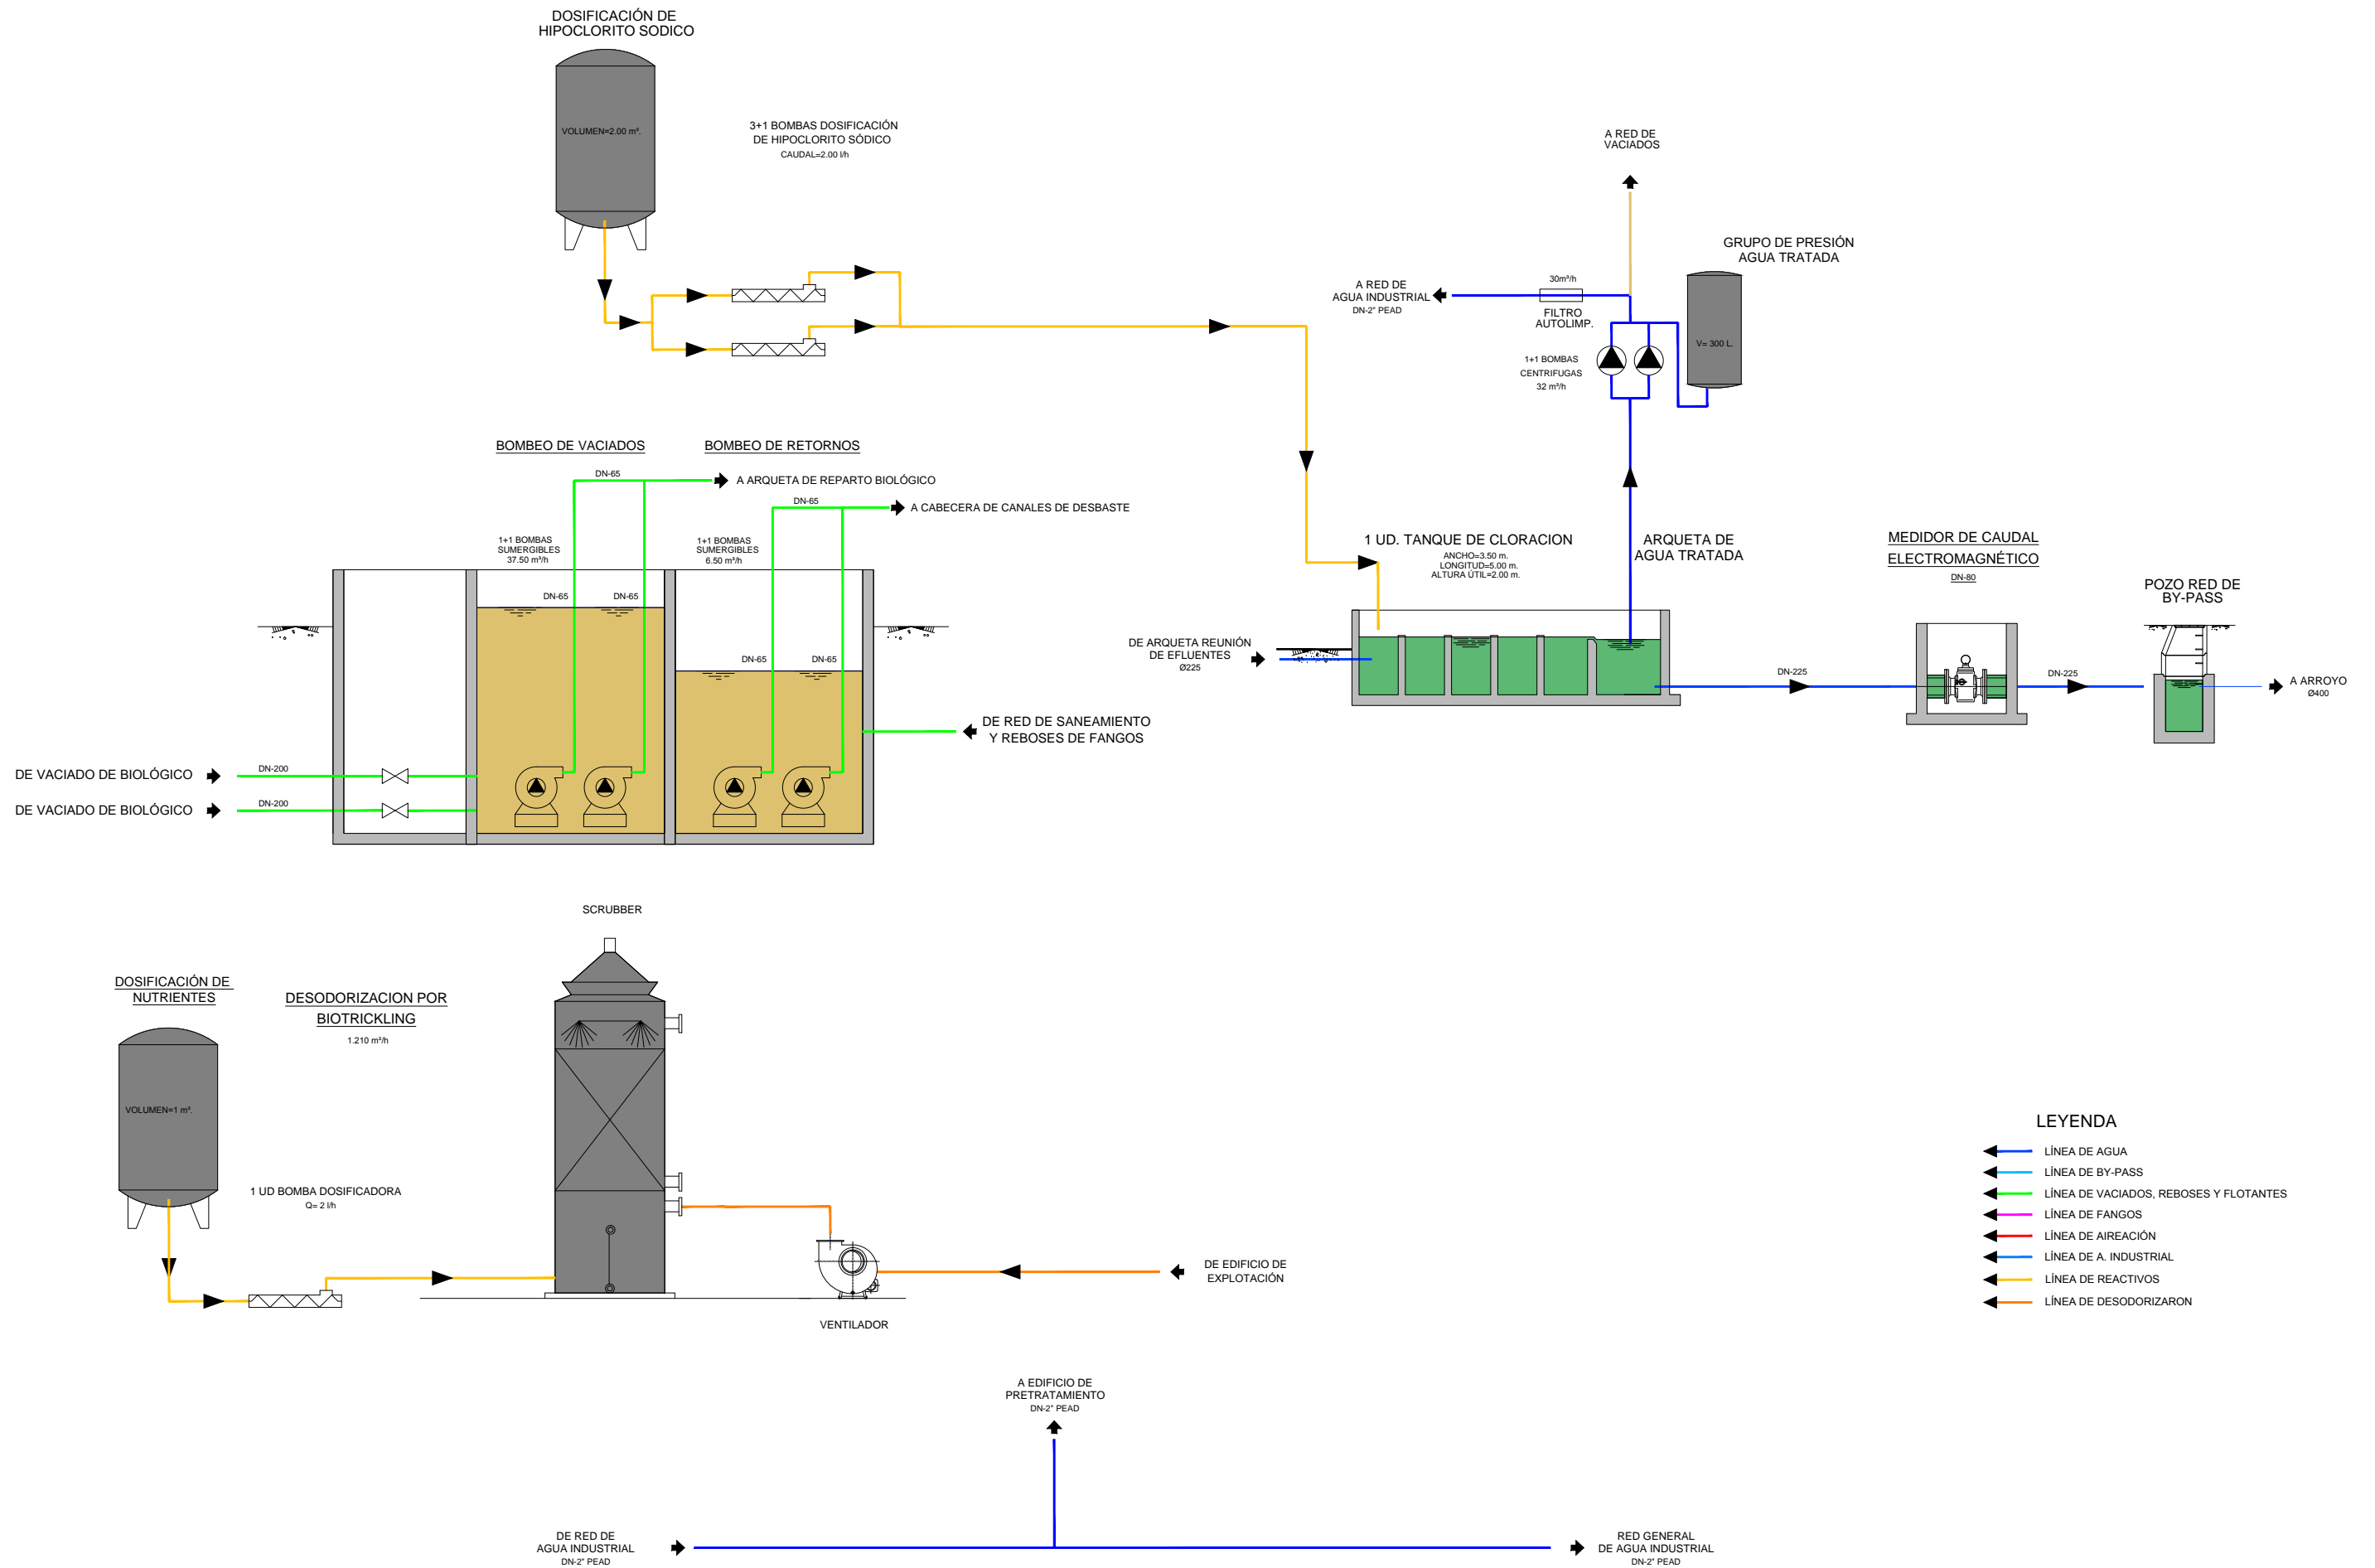 DOSIFICACIÓN DE
HIPOCLORITO SODICO
VOLUMEN=2.00 m³.
3+1 BOMBAS DOSIFICACIÓN
DE HIPOCLORITO SÓDICO
CAUDAL=2.00 l/h
A RED DE
VACIADOS
GRUPO DE PRESIÓN
AGUA TRATADA
A RED DE
AGUA INDUSTRIAL
DN-2" PEAD
30m³/h
FILTRO
AUTOLIMP.
V= 300 L.
1+1 BOMBAS
CENTRIFUGAS
32 m³/h
BOMBEO DE VACIADOS
BOMBEO DE RETORNOS
DN-65
A ARQUETA DE REPARTO BIOLÓGICO
DN-65
A CABECERA DE CANALES DE DESBASTE
1+1 BOMBAS
SUMERGIBLES
37.50 m³/h
1+1 BOMBAS
SUMERGIBLES
6.50 m³/h
DN-65
DN-65
DN-65
DN-65
1 UD. TANQUE DE CLORACION
ANCHO=3.50 m.
LONGITUD=5.00 m.
ALTURA ÚTIL=2.00 m.
ARQUETA DE
AGUA TRATADA
MEDIDOR DE CAUDAL
ELECTROMAGNÉTICO
DN-80
POZO RED DE
BY-PASS
DE ARQUETA REUNIÓN
DE EFLUENTES
Ø225
DN-225
DN-225
A ARROYO
Ø400
DE RED DE SANEAMIENTO
Y REBOSES DE FANGOS
DE VACIADO DE BIOLÓGICO
DN-200
DE VACIADO DE BIOLÓGICO
DN-200
SCRUBBER
DOSIFICACIÓN DE
NUTRIENTES
DESODORIZACION POR
BIOTRICKLING
1.210 m³/h
VOLUMEN=1 m³.
1 UD BOMBA DOSIFICADORA
Q= 2 l/h
DE EDIFICIO DE
EXPLOTACIÓN
VENTILADOR
LEYENDA
LÍNEA DE AGUA
LÍNEA DE BY-PASS
LÍNEA DE VACIADOS, REBOSES Y FLOTANTES
LÍNEA DE FANGOS
LÍNEA DE AIREACIÓN
LÍNEA DE A. INDUSTRIAL
LÍNEA DE REACTIVOS
LÍNEA DE DESODORIZARON
A EDIFICIO DE
PRETRATAMIENTO
DN-2" PEAD
DE RED DE
AGUA INDUSTRIAL
DN-2" PEAD
RED GENERAL
DE AGUA INDUSTRIAL
DN-2" PEAD